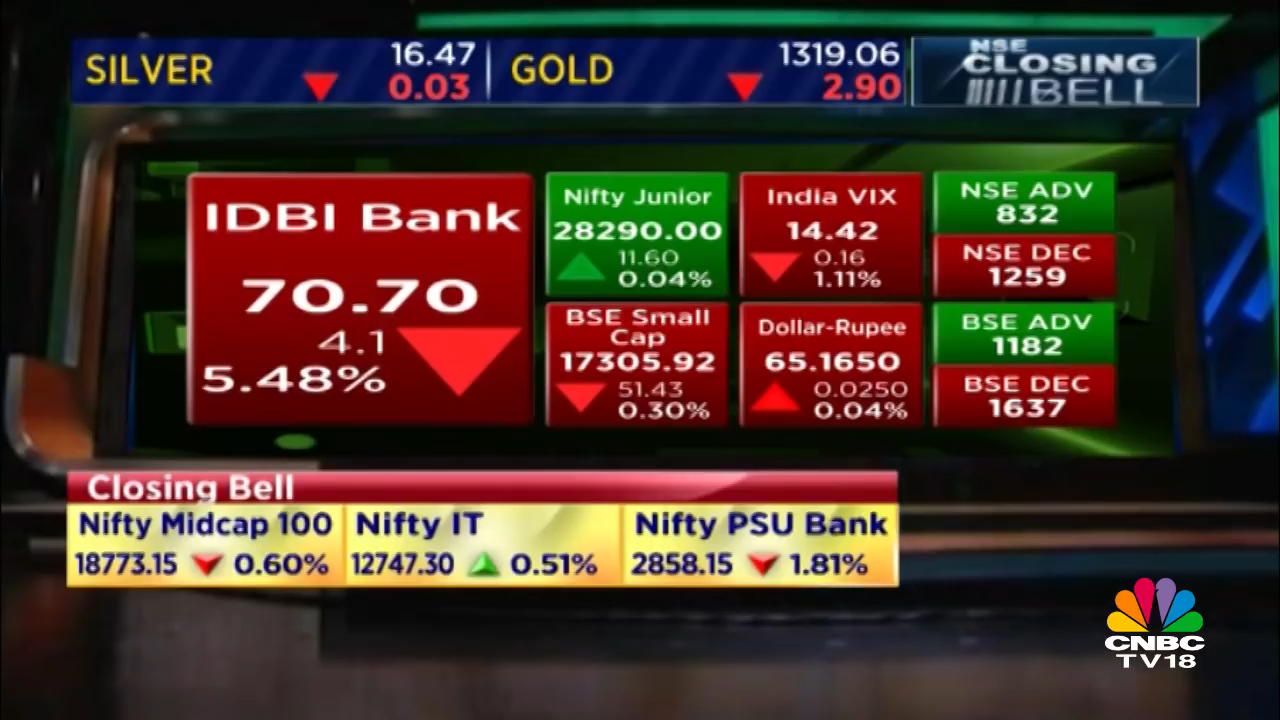 SILVER
16.47
0.03
GOLD
1319.06
2.90
NSE
CLOSING
BELL
IDBI Bank
70.70
4.1
5.48%
Nifty Junior
28290.00
11.60
0.04%
India VIX
14.42
0.16
1.11%
NSE ADV
832
NSE DEC
1259
BSE Small
Cap
17305.92
51.43
0.30%
Dollar-Rupee
65.1650
0.0250
0.04%
BSE ADV
1182
BSE DEC
1637
Closing Bell
Nifty Midcap 100
18773.15 0.60%
Nifty IT
12747.30 0.51%
Nifty PSU Bank
2858.15 1.81%
CNBC
TV18